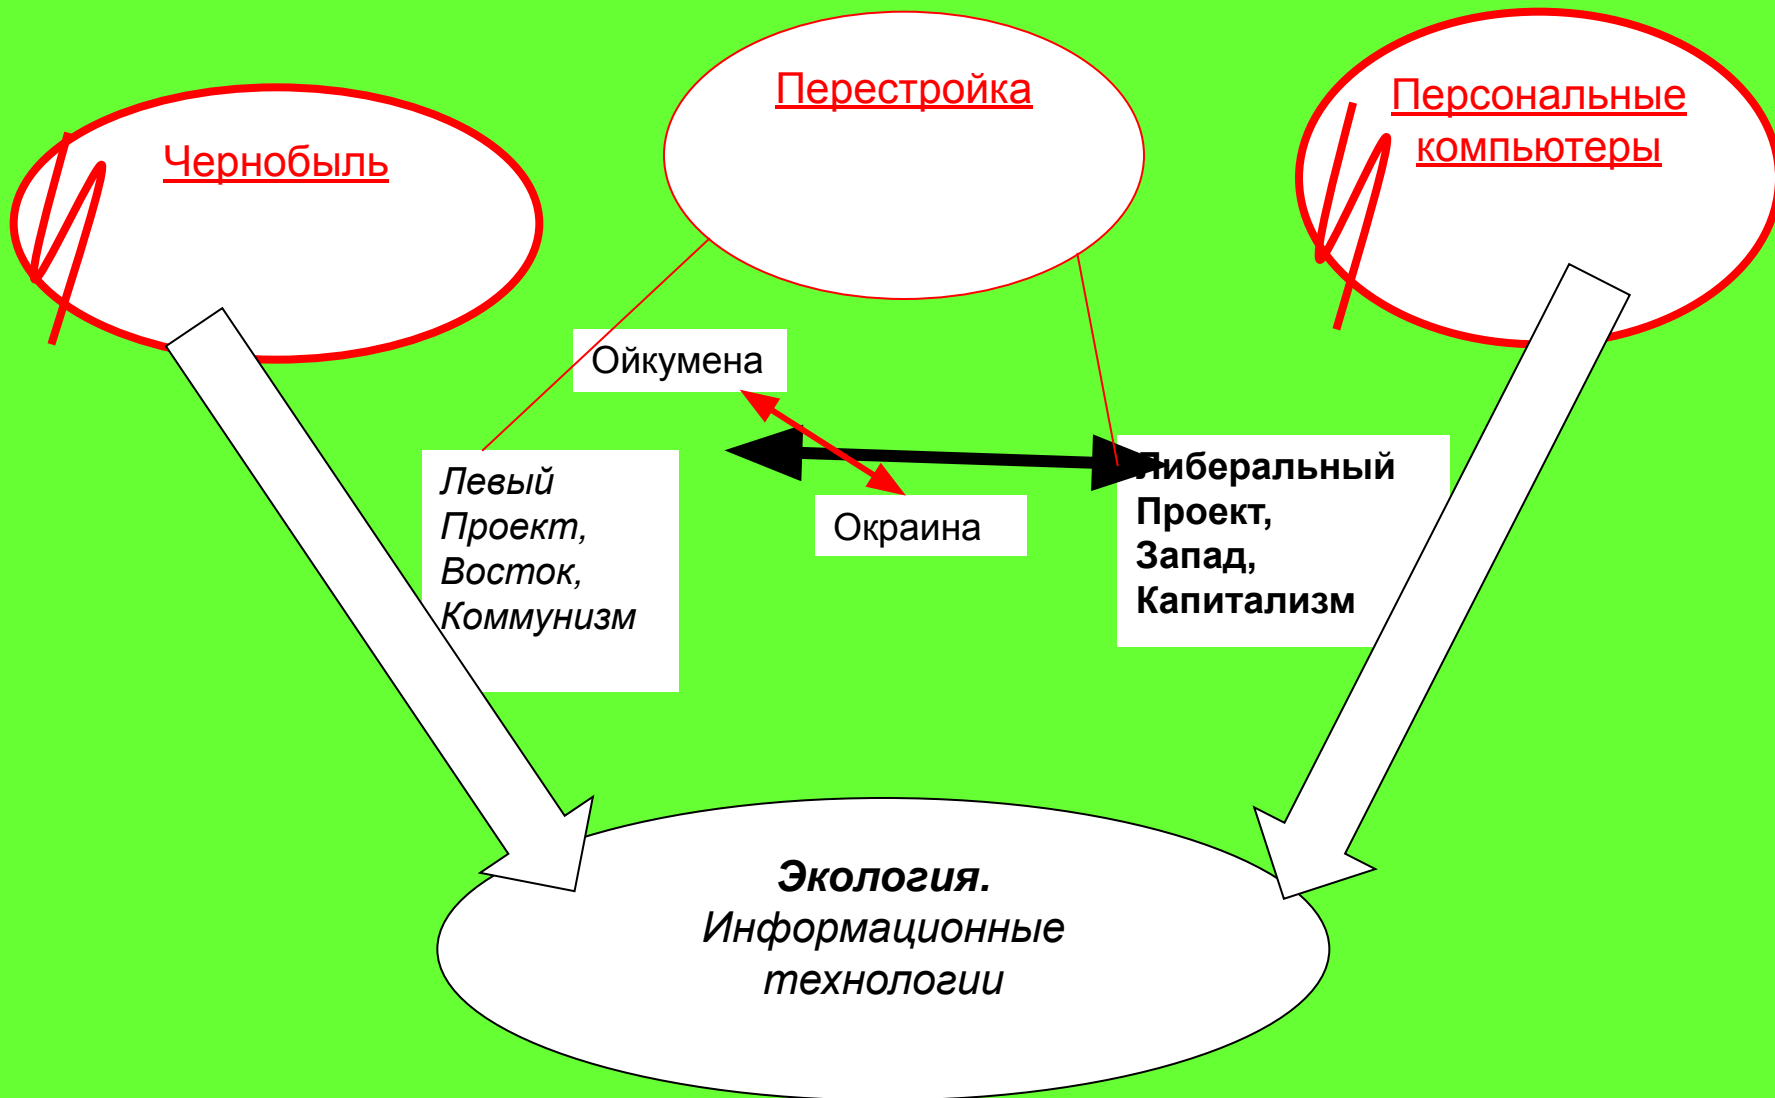 Перестройка
Персональные
компьютеры
Чернобыль
Ойкумена
Левый
Проект,
Восток,
Коммунизм
Окраина
Либеральный
Проект,
Запад,
Капитализм
Экология.
Информационные
технологии